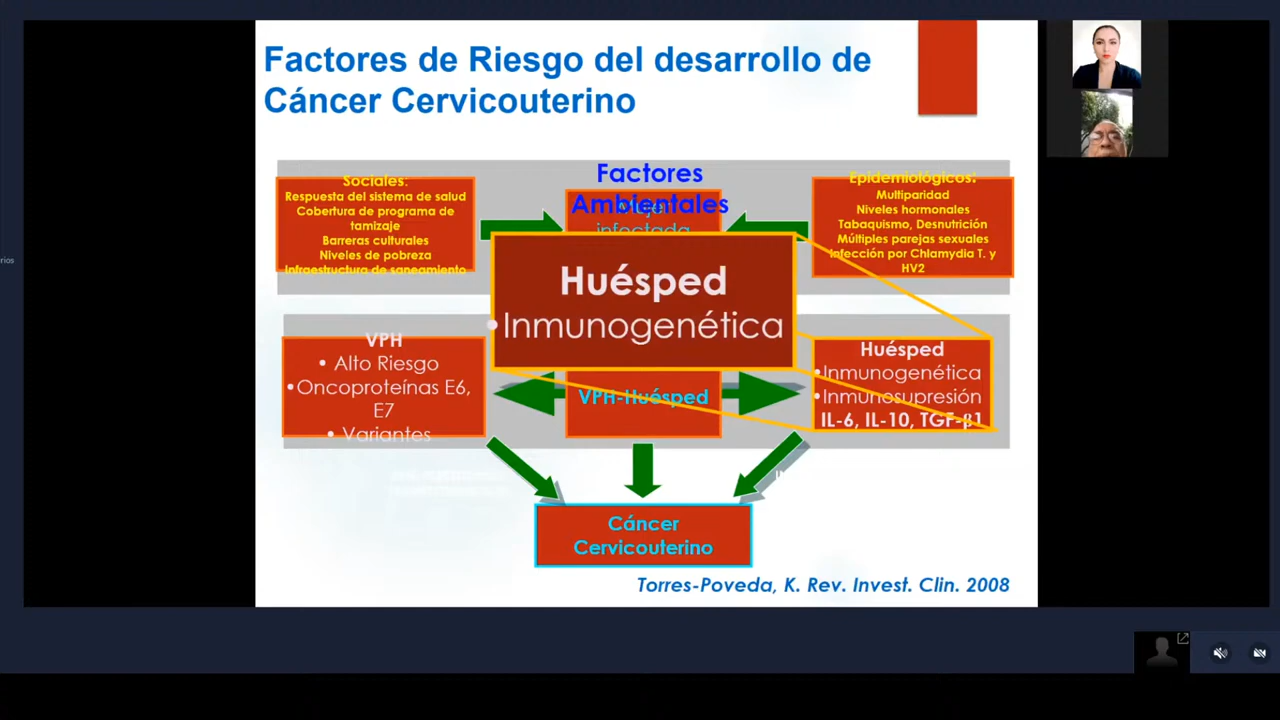 Factores de Riesgo del desarrollo de
Cáncer Cervicouterino
Factores
Ambientales
Sociales:
Respuesta del sistema de salud
Cobertura de programa de
tamizaje
Barreras culturales
Niveles de pobreza
Infraestructura de saneamiento
Mujer
infectada
Epidemiológicos:
Multiparidad
Niveles hormonales
Tabaquismo, Desnutrición
Múltiples parejas sexuales
Infección por Chlamydia T. y
HV2
Huésped
•Inmunogenética
VPH
• Alto Riesgo
•Oncoproteínas E6,
E7
• Variantes
VPH-Huésped
Huésped
•Inmunogenética
•Inmunosupresión
IL-6, IL-10, TGF-β1
Cáncer
Cervicouterino
Torres-Poveda, K. Rev. Invest. Clin. 2008
rios